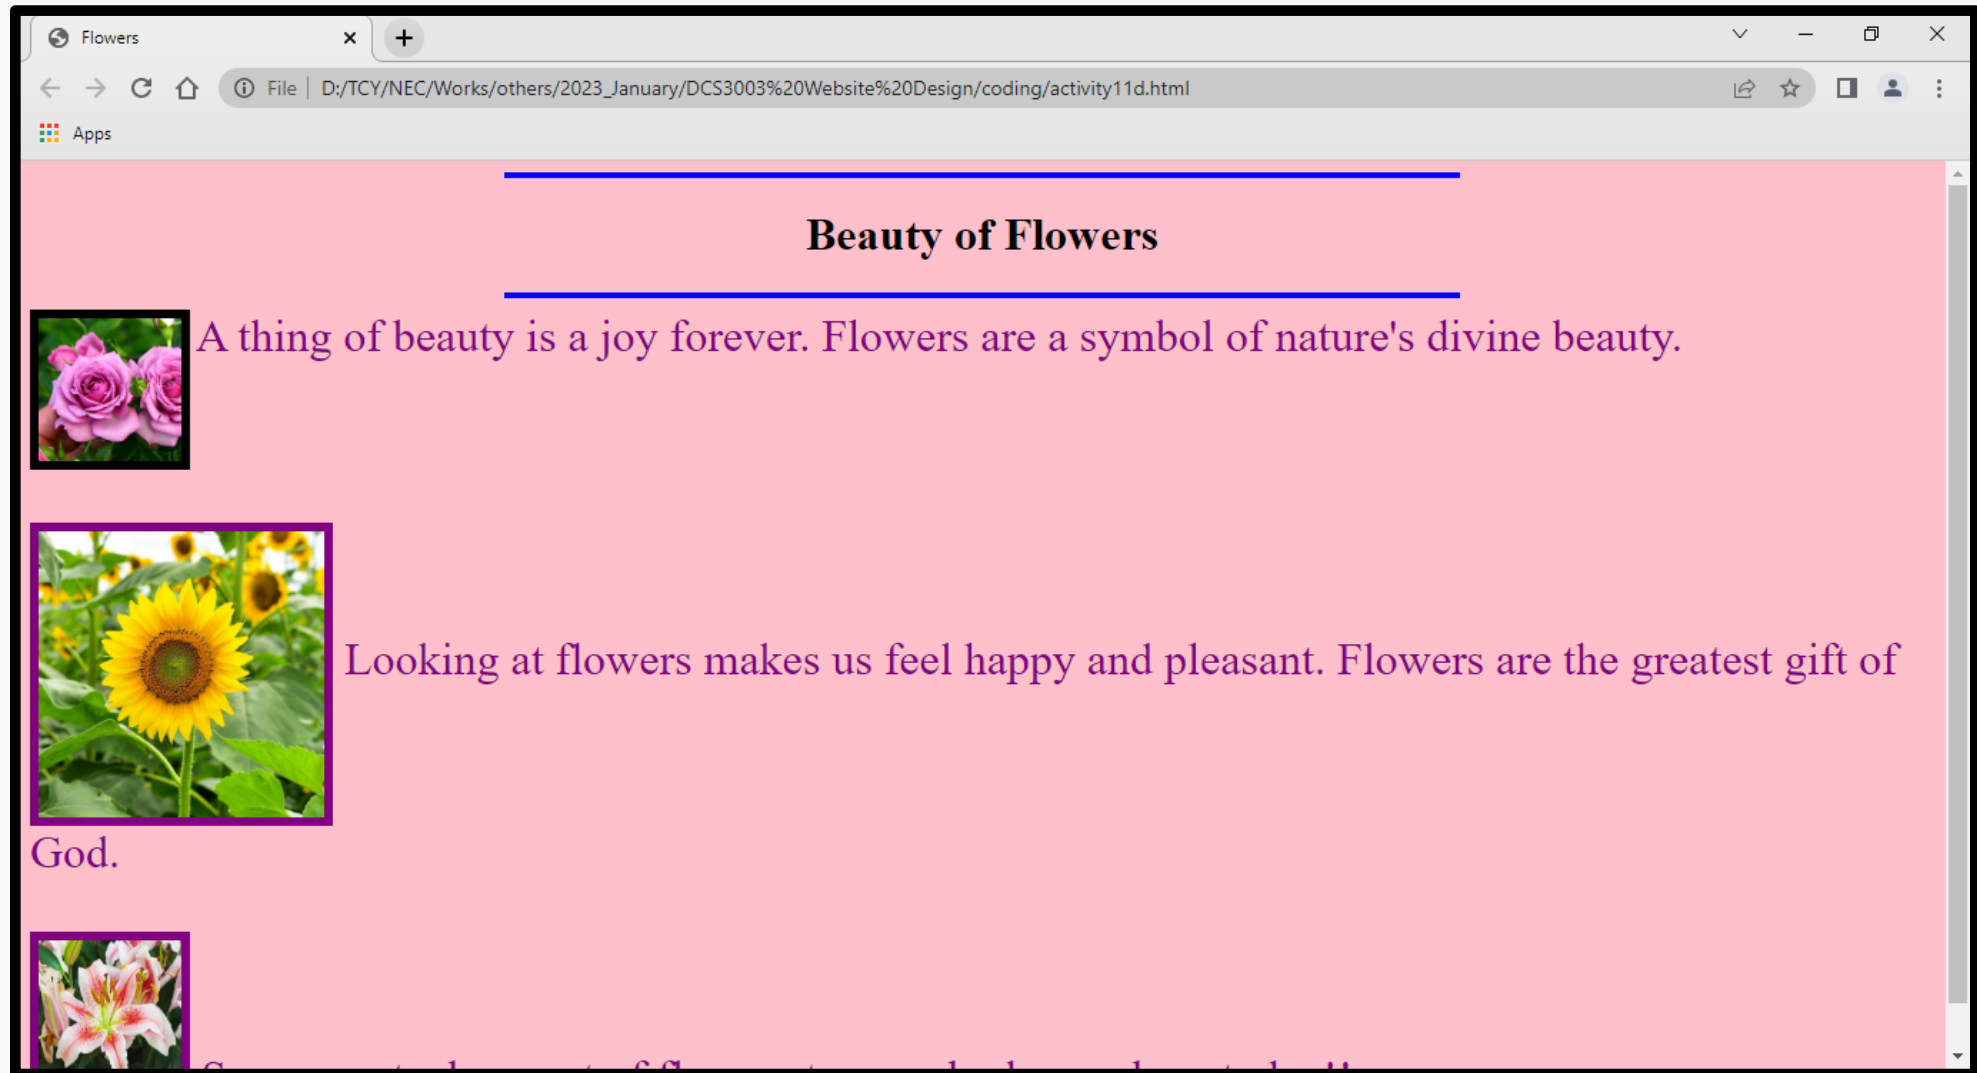 Flowers
File
D:/TCY/NEC/Works/others/2023_January/DCS3003%20Website%20Design/coding/activity11d.html
Apps
Beauty of Flowers
A thing of beauty is a joy forever. Flowers are a symbol of nature's divine beauty.
Looking at flowers makes us feel happy and pleasant. Flowers are the greatest gift of
God.